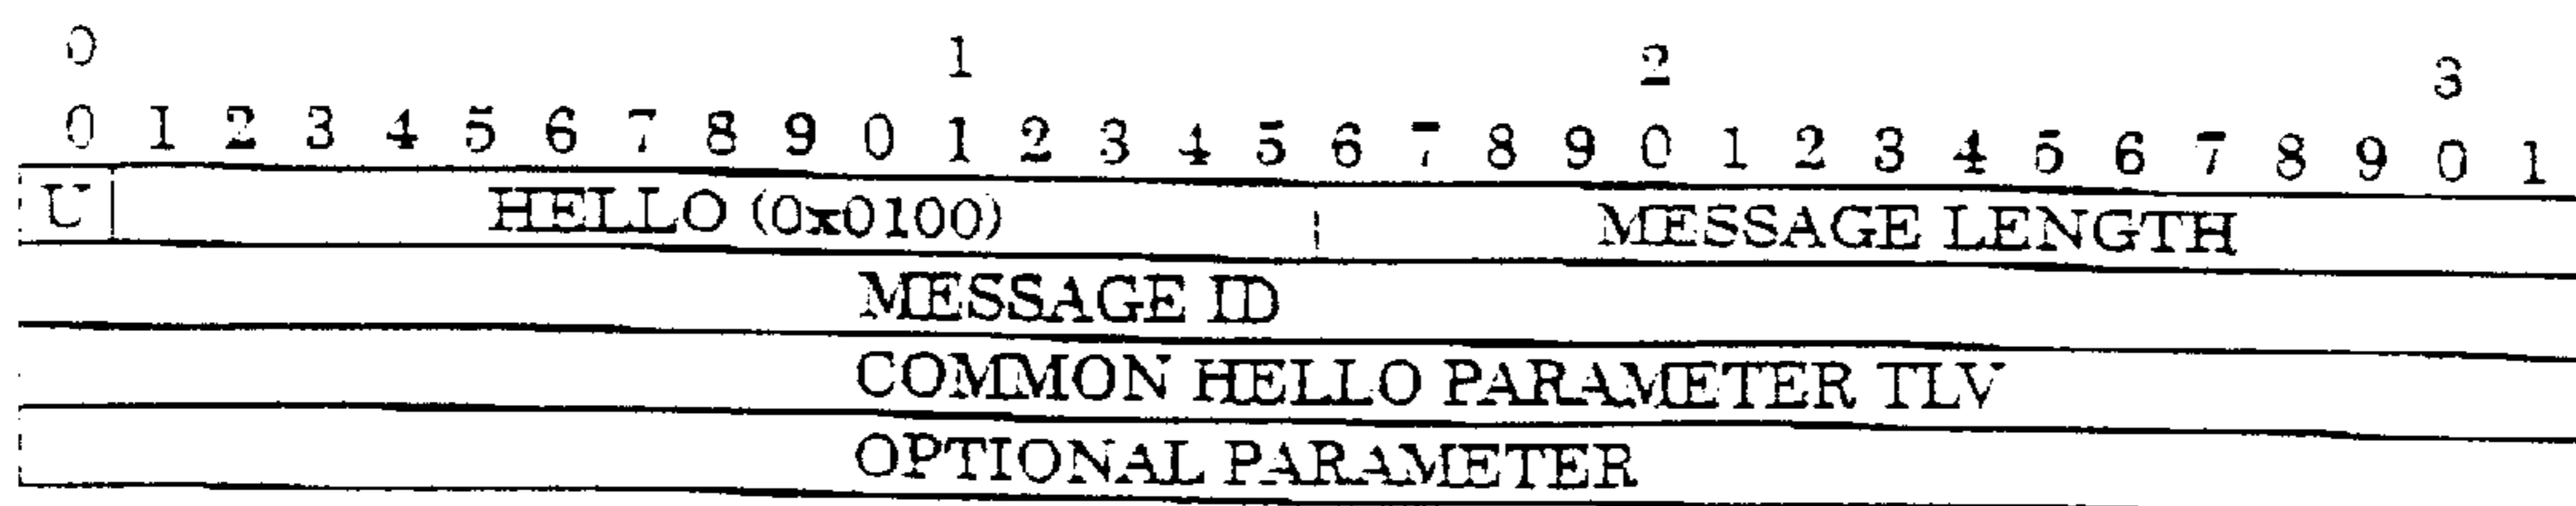 0 1 2 3
0 1 2 3 4 5 6 7 8 9 0 1 2 3 4 5 6 7 8 9 0 1 2 3 4 5 6 7 8 9 0 1
U HELLO (0x0100) MESSAGE LENGTH
MESSAGE ID
COMMON HELLO PARAMETER TLV
OPTIONAL PARAMETER